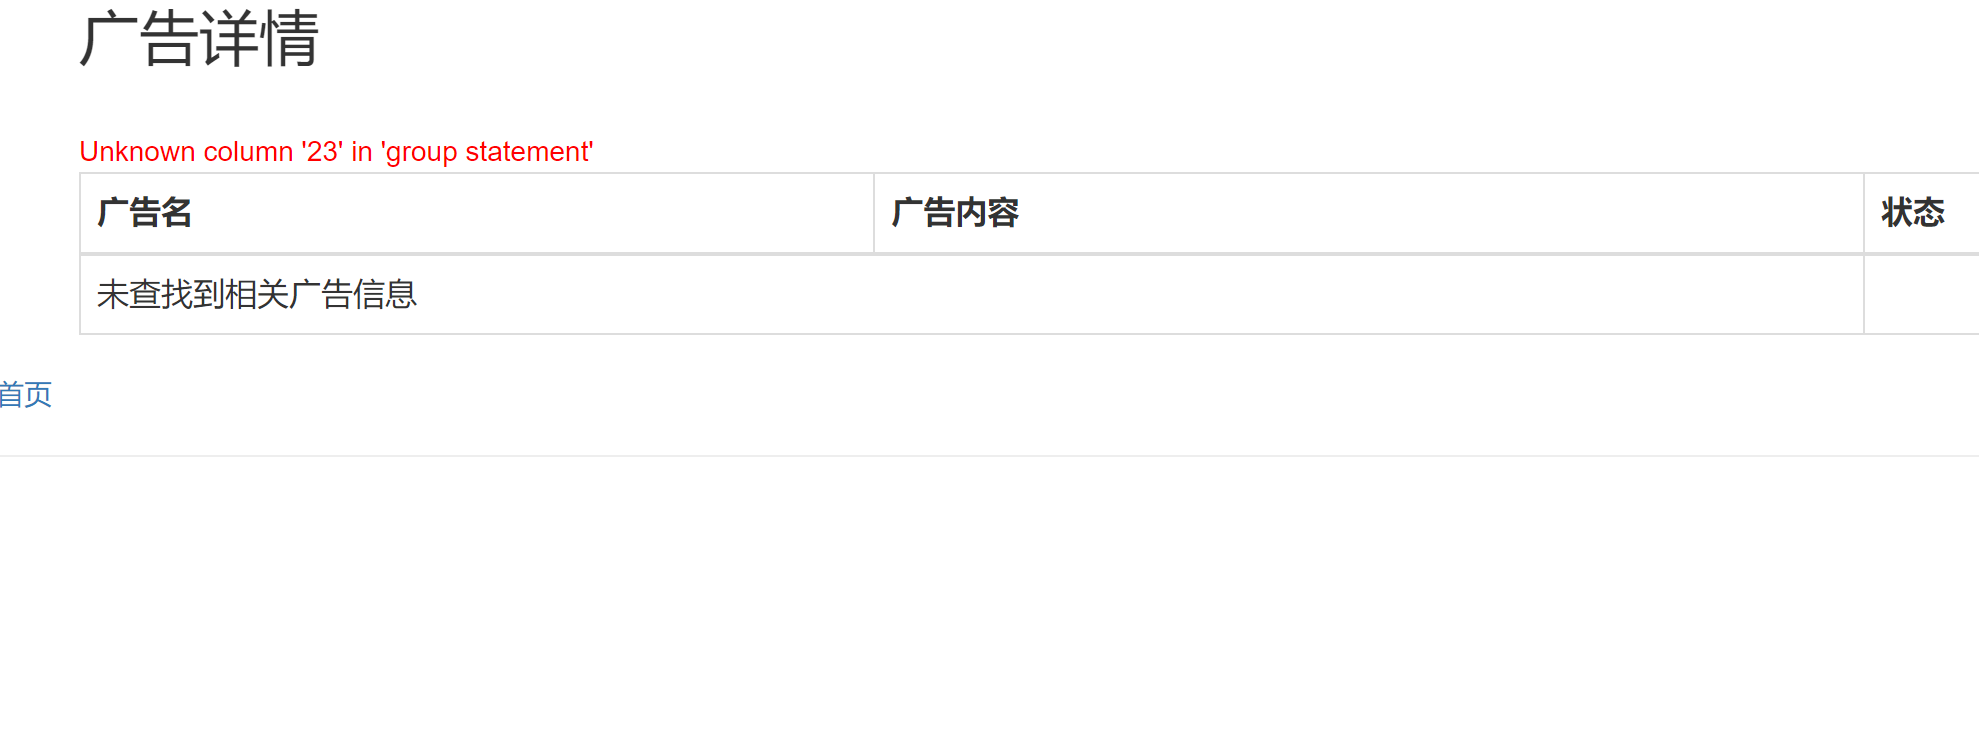 广告详情
Unknown column '23' in 'group statement'
广告名 广告内容 状态
未查找到相关广告信息
首页